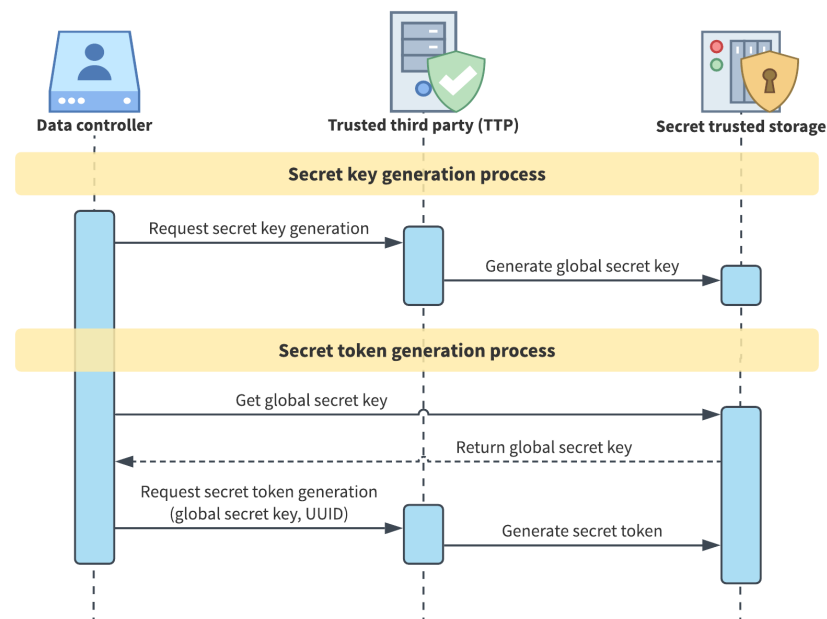 Data controller
Trusted third party (TTP)
Secret trusted storage
Secret key generation process
Request secret key generation
Generate global secret key
Secret token generation process
Get global secret key
Return global secret key
Request secret token generation
(global secret key, UUID)
Generate secret token